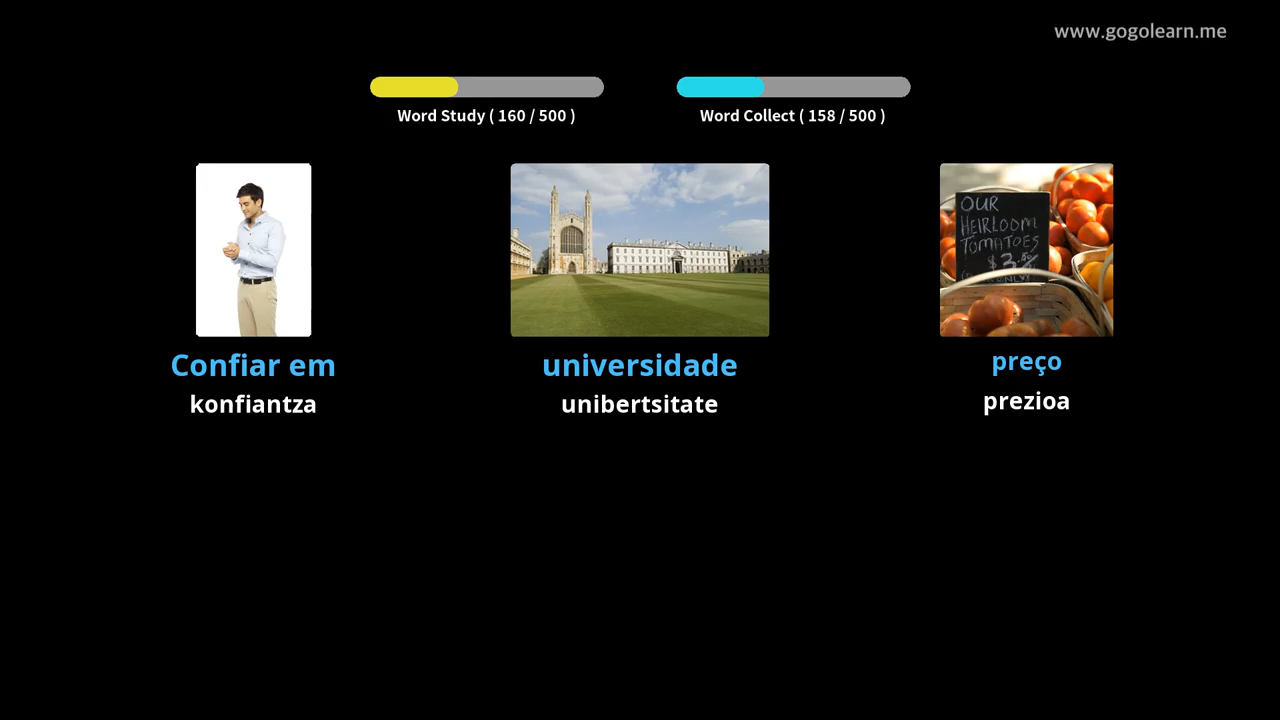 www.gogolearn.me
Word Study ( 160 / 500 )
Word Collect ( 158 / 500 )
OUR
HEIRLOOM
TOMATOES
Confiar em
konfiantza
universidade
unibertsitate
preço
prezioa